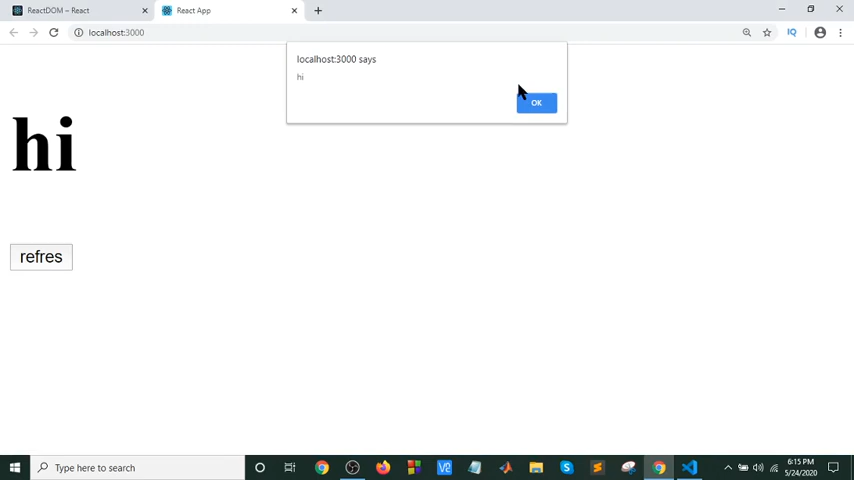 ReactDOM – React
React App
localhost:3000
IQ
localhost:3000 says
hi
OK
hi
refres
Type here to search
6:15 PM
5/24/2020